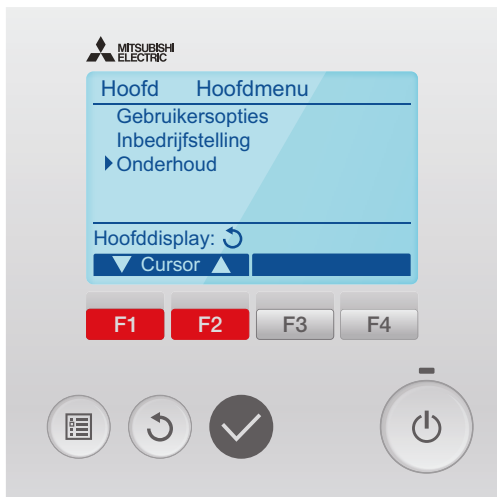 MITSUBISHI
ELECTRIC
Hoofd Hoofdmenu
Gebruikersopties
Inbedrijfstelling
Onderhoud
Hoofddisplay:
Cursor
F1 F2 F3 F4